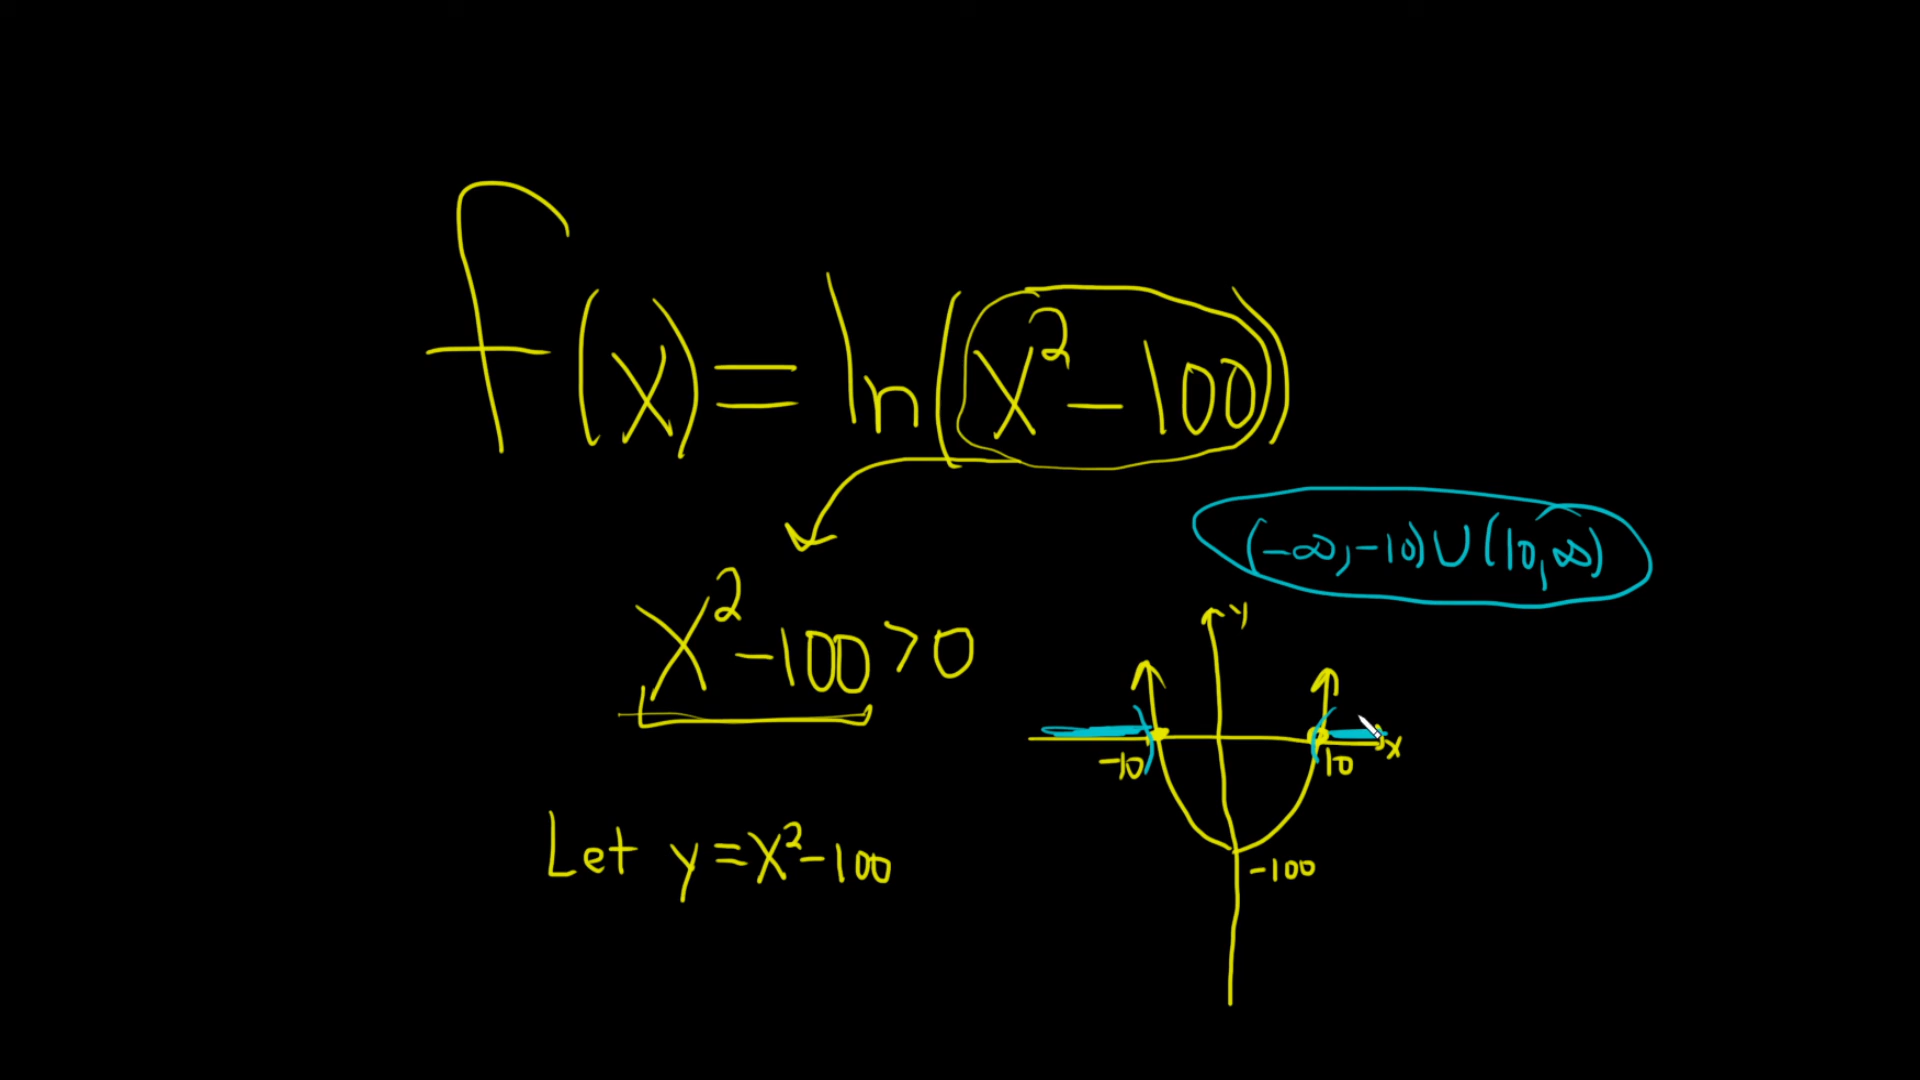 f(x)=ln(x²-100)
(-∞,-10)∪(10,∞)
x²-100>0
y
x
-10
10
Let y=x²-100
-100